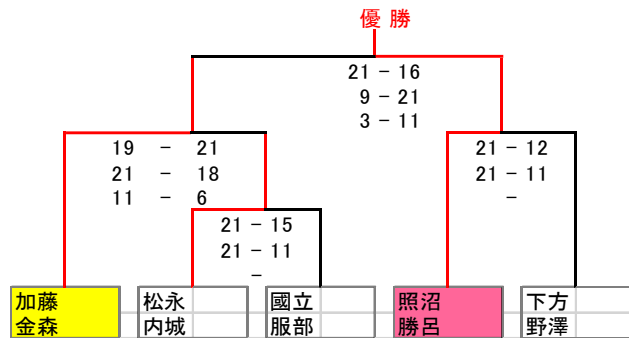 優 勝
21 - 16
9 - 21
3 - 11
19 - 21
21 - 18
11 - 6
21 - 12
21 - 11
-
21 - 15
21 - 11
-
加藤 松永 國立 照沼 下方
金森 内城 服部 勝呂 野澤